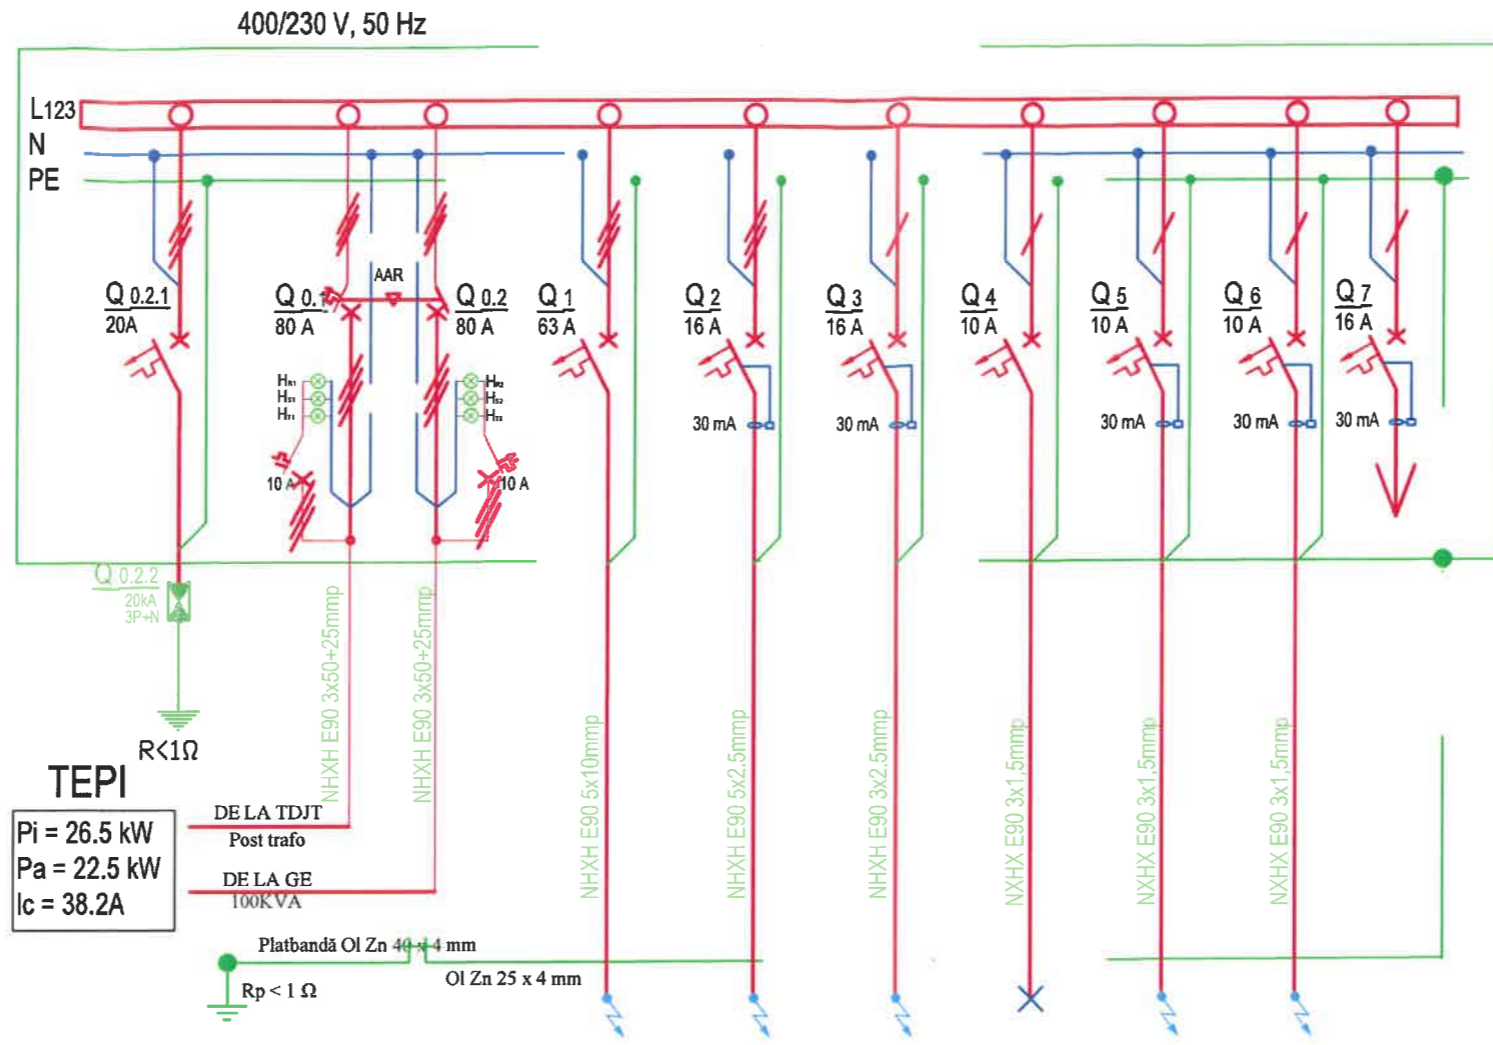 400/230 V, 50 Hz
L123
N
PE
Q 0.2.1
20A
Q 0.1
80 A
AAR
Q 0.2
80 A
Q 1
63 A
Q 2
16 A
Q 3
16 A
Q 4
10 A
Q 5
10 A
Q 6
10 A
Q 7
16 A
HR1
HS1
HT1
HR2
HS2
HT2
10 A
10 A
30 mA
30 mA
30 mA
30 mA
30 mA
Q 0.2.2
20kA
3P+N
R<1Ω
NHXH E90 3x50+25mmp
NHXH E90 3x50+25mmp
NHXH E90 5x10mmp
NHXH E90 5x2.5mmp
NHXH E90 3x2.5mmp
NXHX E90 3x1,5mmp
NXHX E90 3x1,5mmp
NXHX E90 3x1,5mmp
TEPI
Pi = 26.5 kW
Pa = 22.5 kW
Ic = 38.2A
DE LA TDJT
Post trafo
DE LA GE
100KVA
Platbandă Ol Zn 40 x 4 mm
Ol Zn 25 x 4 mm
Rp < 1 Ω